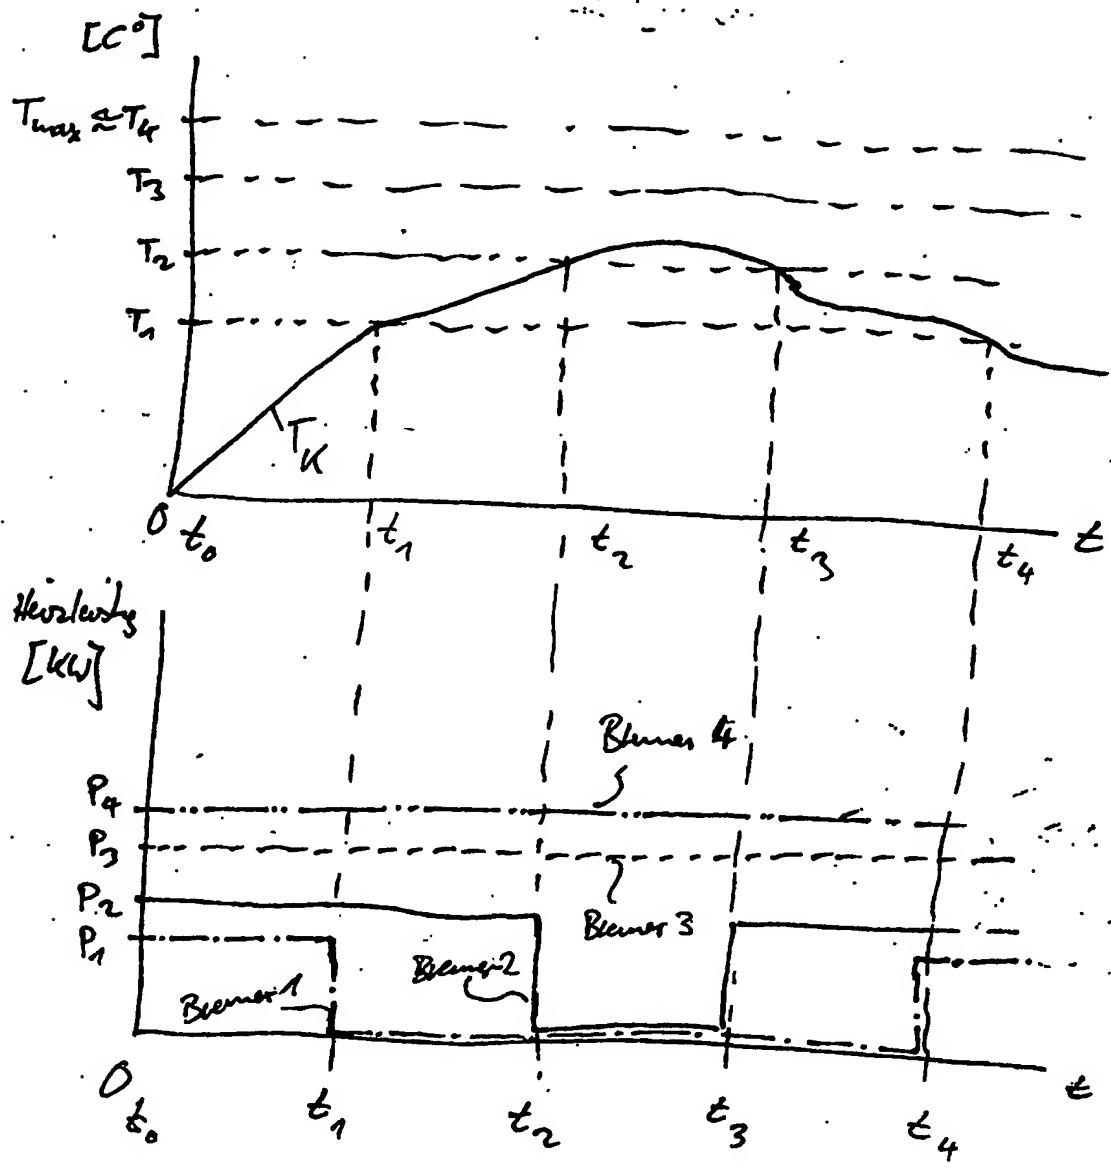 [C°]
Tmax ≈ T4
T3
T2
T1
TK
0 t0 t1 t2 t3 t4 t
Heizleistg
[KW]
Brenner 4
P4
P3
P2
Brenner 3
P1
Brenner 2
Brenner 1
0 t0 t1 t2 t3 t4 t